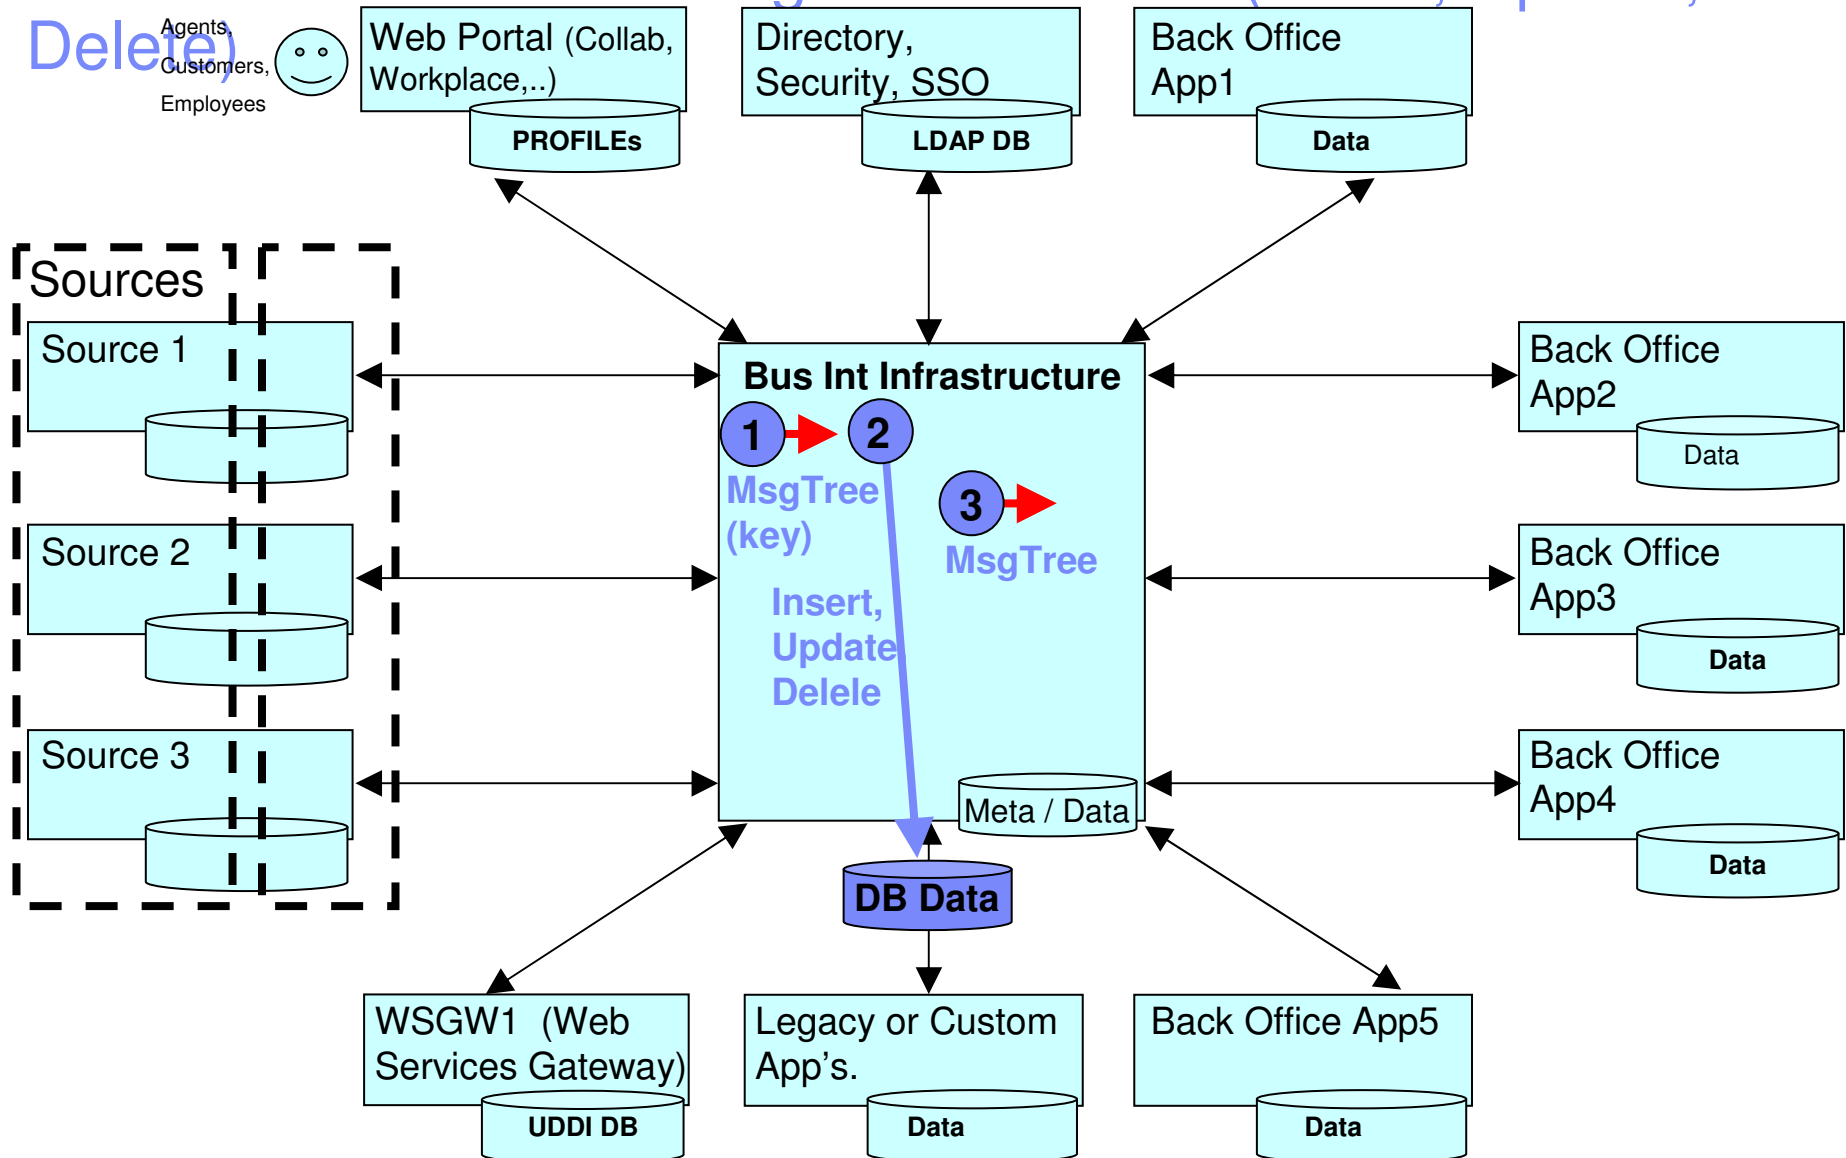 Delete)
Agents,
Customers,
Employees
Web Portal (Collab,
Workplace,..)
PROFILEs
Directory,
Security, SSO
LDAP DB
Back Office
App1
Data
Sources
Source 1
Source 2
Source 3
Bus Int Infrastructure
1
2
MsgTree
(key)
3
MsgTree
Insert,
Update
Delele
Meta / Data
DB Data
Back Office
App2
Data
Back Office
App3
Data
Back Office
App4
Data
WSGW1 (Web
Services Gateway)
UDDI DB
Legacy or Custom
App's.
Data
Back Office App5
Data